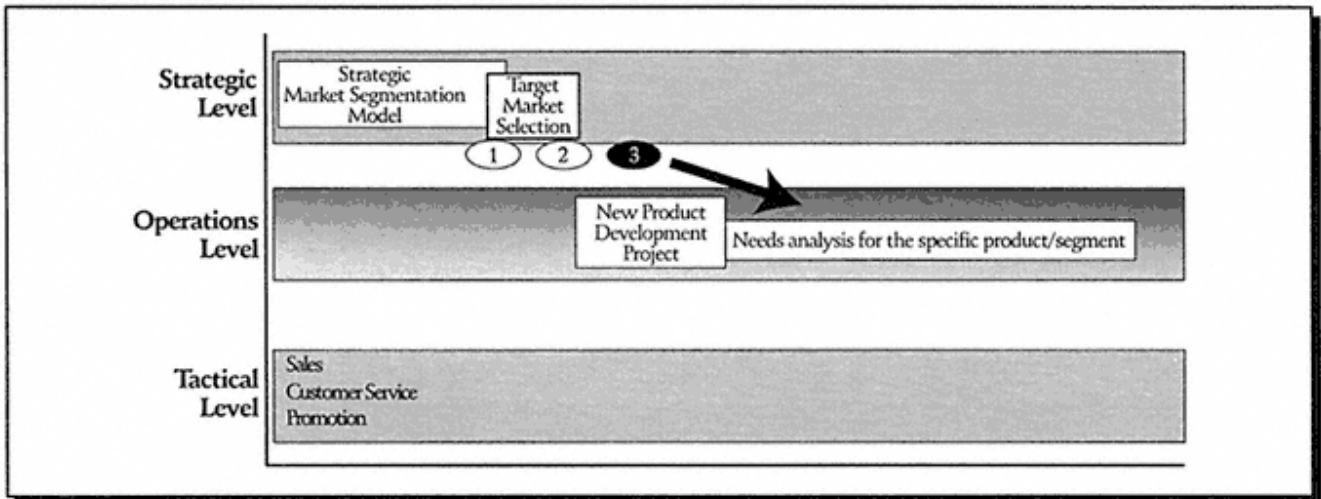 Strategic
Level
Strategic
Market Segmentation
Model
Target
Market
Selection
1
2
3
Operations
Level
New Product
Development
Project
Needs analysis for the specific product/segment
Tactical
Level
Sales
Customer Service
Promotion